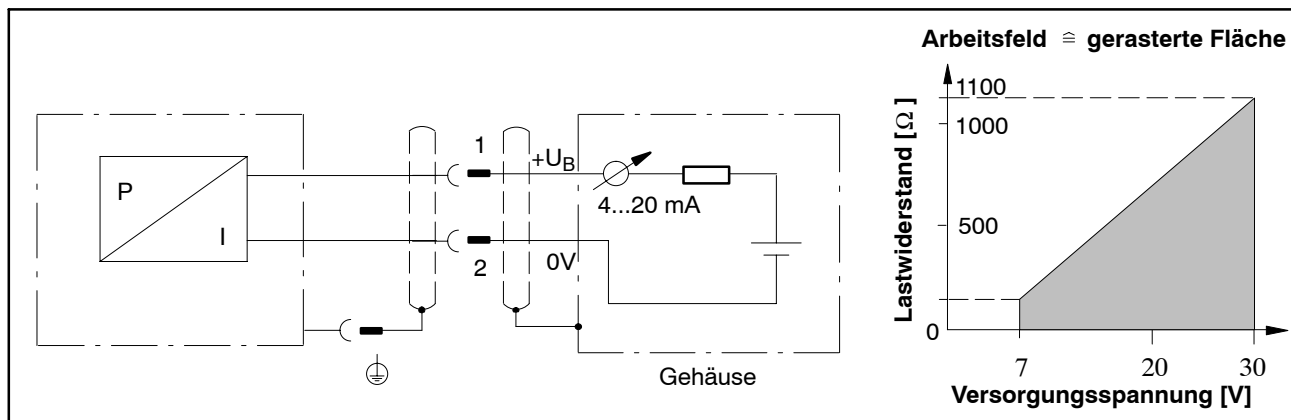 P
I
1
+UB
4...20 mA
2
0V
Gehäuse
Arbeitsfeld ≙ gerasterte Fläche
Lastwiderstand [Ω]
1100
1000
500
0
7
20
30
Versorgungsspannung [V]